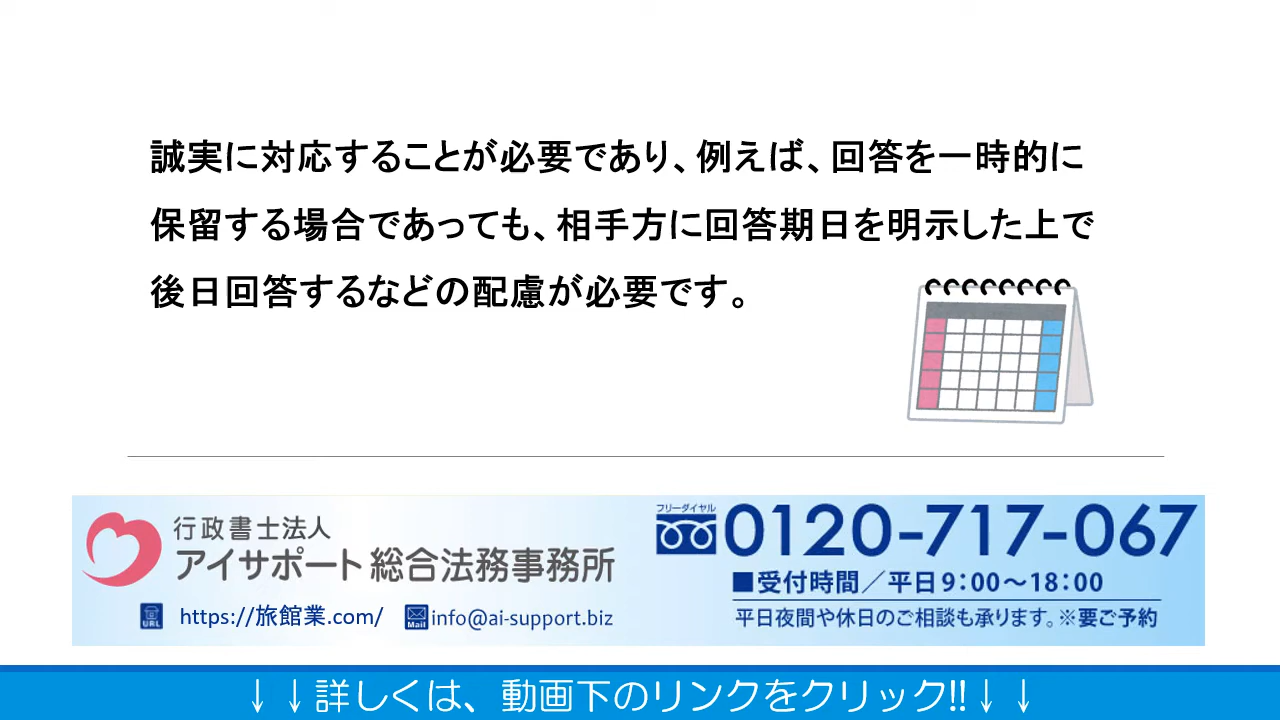 誠実に対応することが必要であり、例えば、回答を一時的に
保留する場合であっても、相手方に回答期日を明示した上で
後日回答するなどの配慮が必要です。
行政書士法人
アイサポート総合法務事務所
URL https://旅館業.com/ Mail info@ai-support.biz
フリーダイヤル
0120-717-067
■受付時間／平日9:00〜18:00
平日夜間や休日のご相談も承ります。※要ご予約
↓↓詳しくは、動画下のリンクをクリック!!↓↓